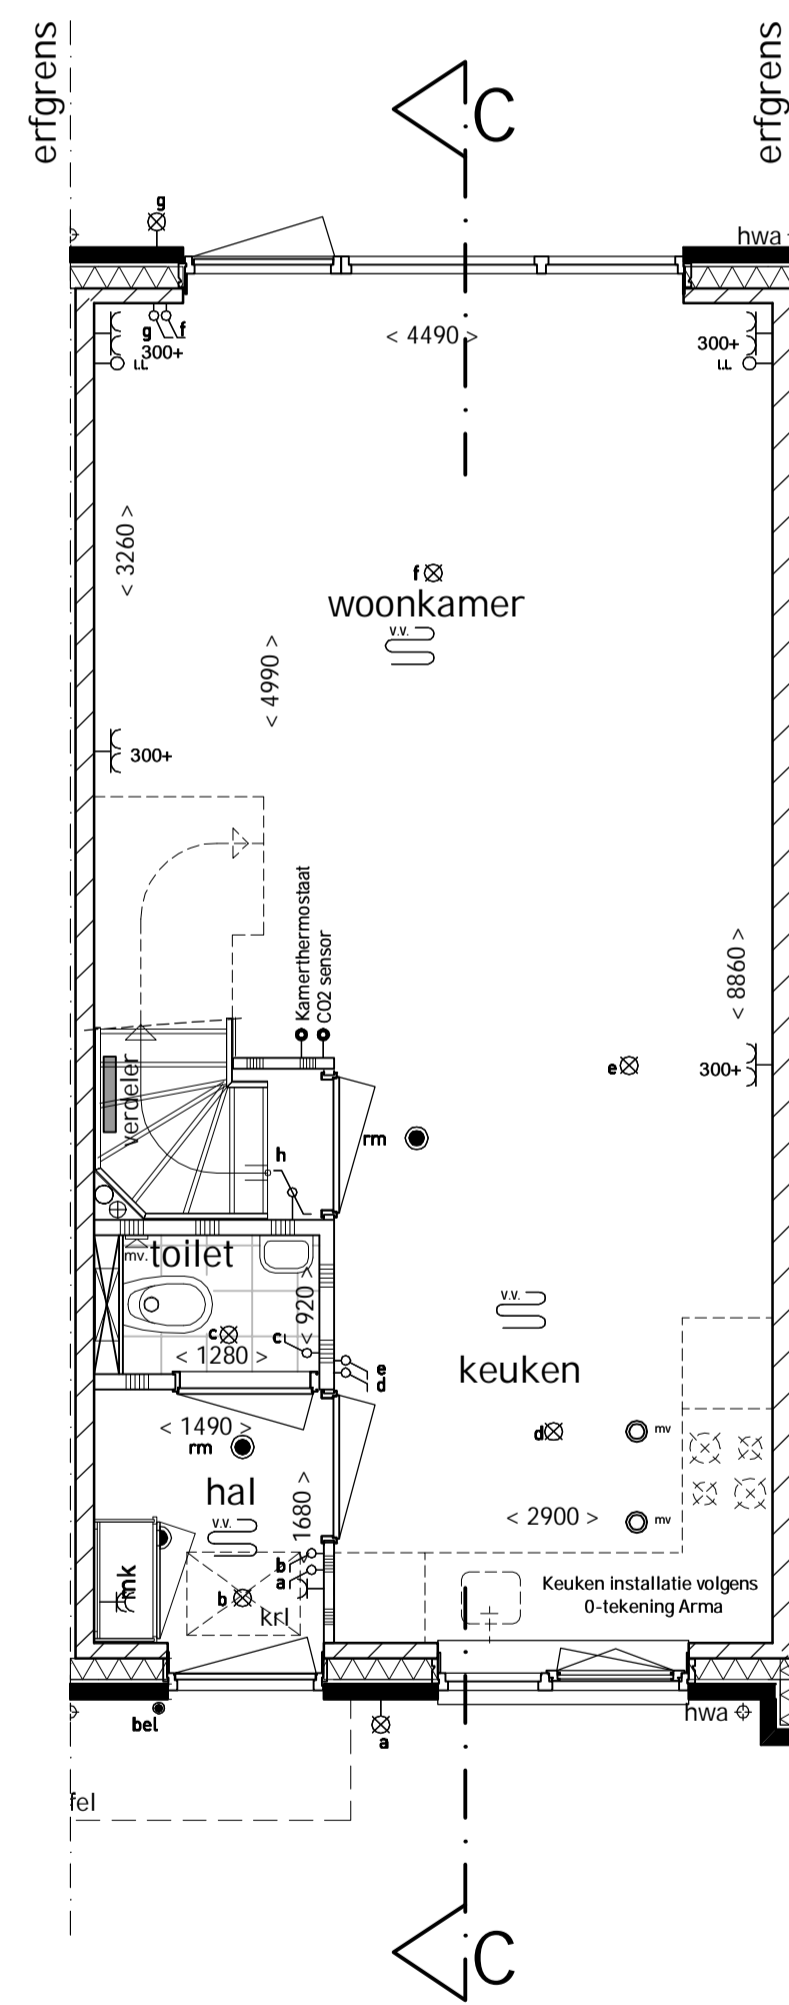 erfgrens
erfgrens
C
g
hwa
g
f
300+
300+
< 4490 >
< 3260 >
f
woonkamer
v.v.
< 4990 >
300+
Kamerthermostaat
CO2 sensor
< 8860 >
verdeler
e
300+
rm
h
mv.
toilet
< 920 >
v.v.
c
c
< 1280 >
e
d
keuken
< 1490 >
rm
d
mv
hal
1680 >
v.v.
< 2900 >
mv
mk
b
a
b
krl
Keuken installatie volgens
0-tekening Arma
bel
a
hwa
fel
C